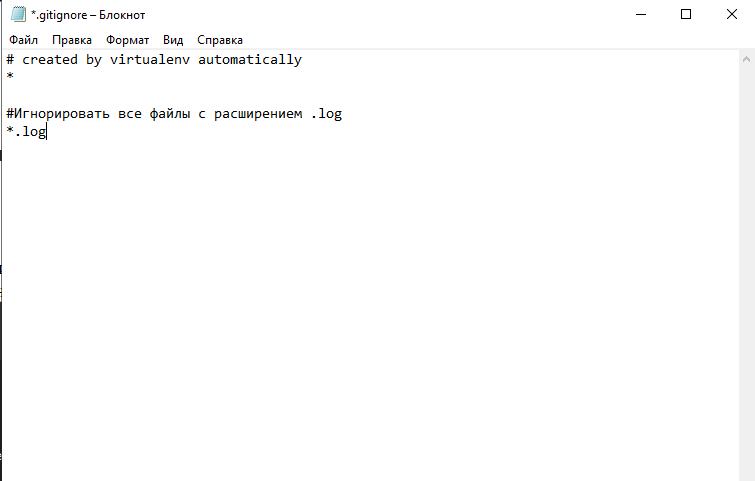 *.gitignore – Блокнот
Файл Правка Формат Вид Справка
# created by virtualenv automatically
*
#Игнорировать все файлы с расширением .log
*.log